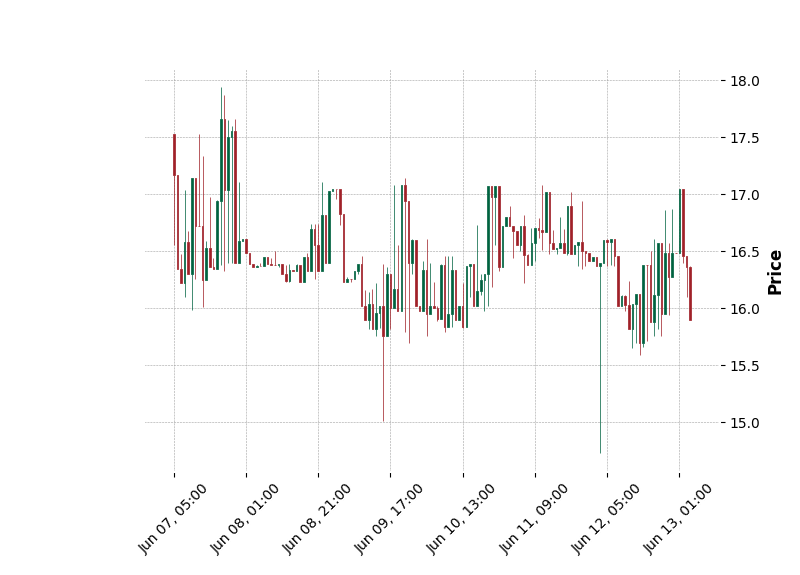 18.0
17.5
17.0
16.5
16.0
15.5
15.0
Price
Jun 07, 05:00
Jun 08, 01:00
Jun 08, 21:00
Jun 09, 17:00
Jun 10, 13:00
Jun 11, 09:00
Jun 12, 05:00
Jun 13, 01:00